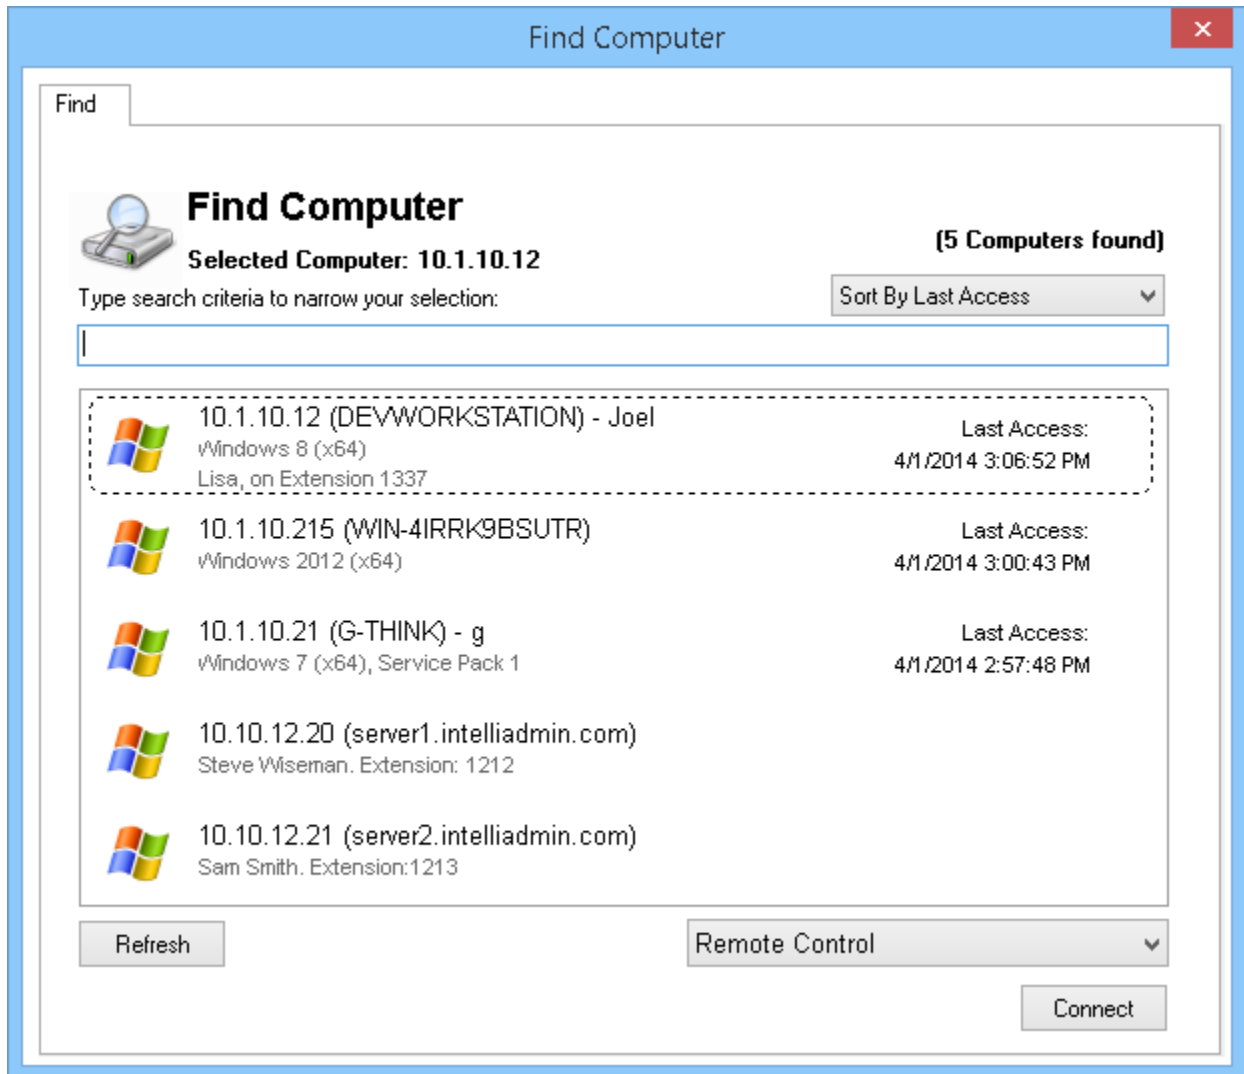 Find Computer
Find
Find Computer
(5 Computers found)
Selected Computer: 10.1.10.12
Type search criteria to narrow your selection:
Sort By Last Access
10.1.10.12 (DEVWORKSTATION) - Joel
Windows 8 (x64)
Lisa, on Extension 1337
Last Access:
4/1/2014 3:06:52 PM
10.1.10.215 (WIN-4IRRK9BSUTR)
Windows 2012 (x64)
Last Access:
4/1/2014 3:00:43 PM
10.1.10.21 (G-THINK) - g
Windows 7 (x64), Service Pack 1
Last Access:
4/1/2014 2:57:48 PM
10.10.12.20 (server1.intelliadmin.com)
Steve Wiseman. Extension: 1212
10.10.12.21 (server2.intelliadmin.com)
Sam Smith. Extension:1213
Refresh
Remote Control
Connect